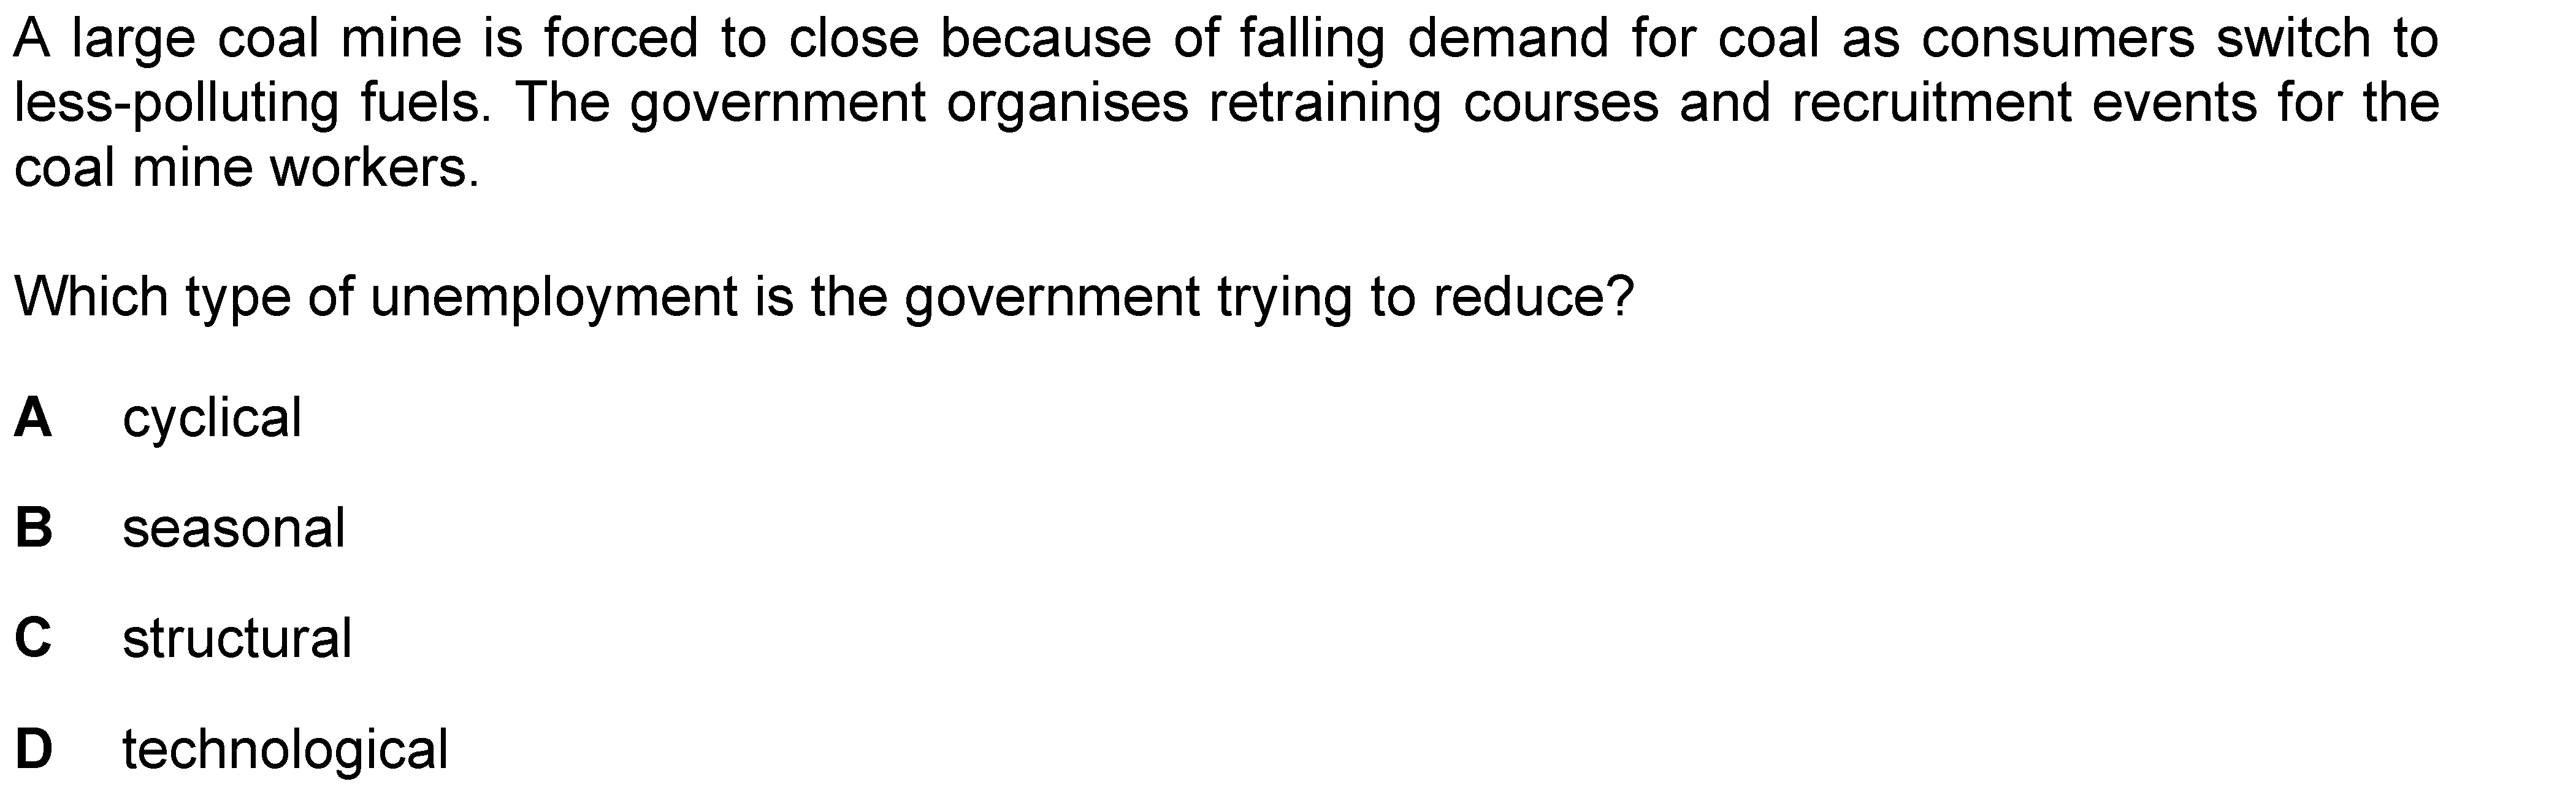 A large coal mine is forced to close because of falling demand for coal as consumers switch to
less-polluting fuels. The government organises retraining courses and recruitment events for the
coal mine workers.
Which type of unemployment is the government trying to reduce?
A cyclical
B seasonal
C structural
D technological